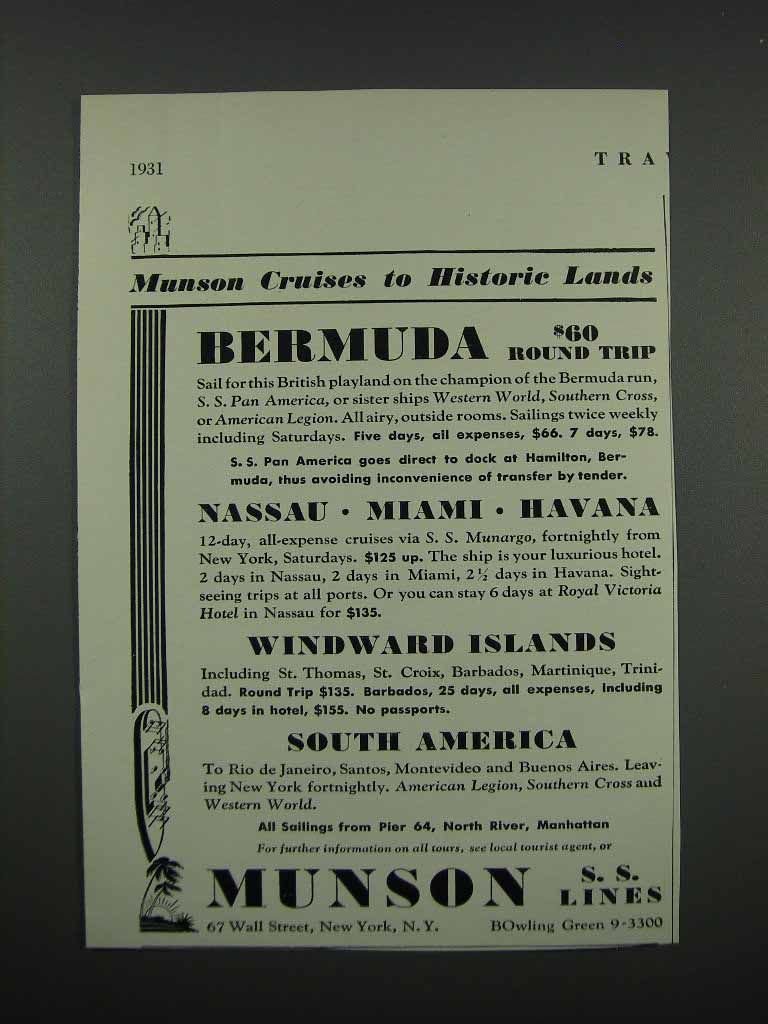 1931
TRA
Munson Cruises to Historic Lands
BERMUDA $60
ROUND TRIP
Sail for this British playland on the champion of the Bermuda run,
S. S. Pan America, or sister ships Western World, Southern Cross,
or American Legion. All airy, outside rooms. Sailings twice weekly
including Saturdays. Five days, all expenses, $66. 7 days, $78.
S. S. Pan America goes direct to dock at Hamilton, Ber-
muda, thus avoiding inconvenience of transfer by tender.
NASSAU · MIAMI · HAVANA
12-day, all-expense cruises via S. S. Munargo, fortnightly from
New York, Saturdays. $125 up. The ship is your luxurious hotel.
2 days in Nassau, 2 days in Miami, 2½ days in Havana. Sight-
seeing trips at all ports. Or you can stay 6 days at Royal Victoria
Hotel in Nassau for $135.
WINDWARD ISLANDS
Including St. Thomas, St. Croix, Barbados, Martinique, Trini-
dad. Round Trip $135. Barbados, 25 days, all expenses, including
8 days in hotel, $155. No passports.
SOUTH AMERICA
To Rio de Janeiro, Santos, Montevideo and Buenos Aires. Leav-
ing New York fortnightly. American Legion, Southern Cross and
Western World.
All Sailings from Pier 64, North River, Manhattan
For further information on all tours, see local tourist agent, or
MUNSON S. S.
LINES
67 Wall Street, New York, N. Y. BOwling Green 9-3300